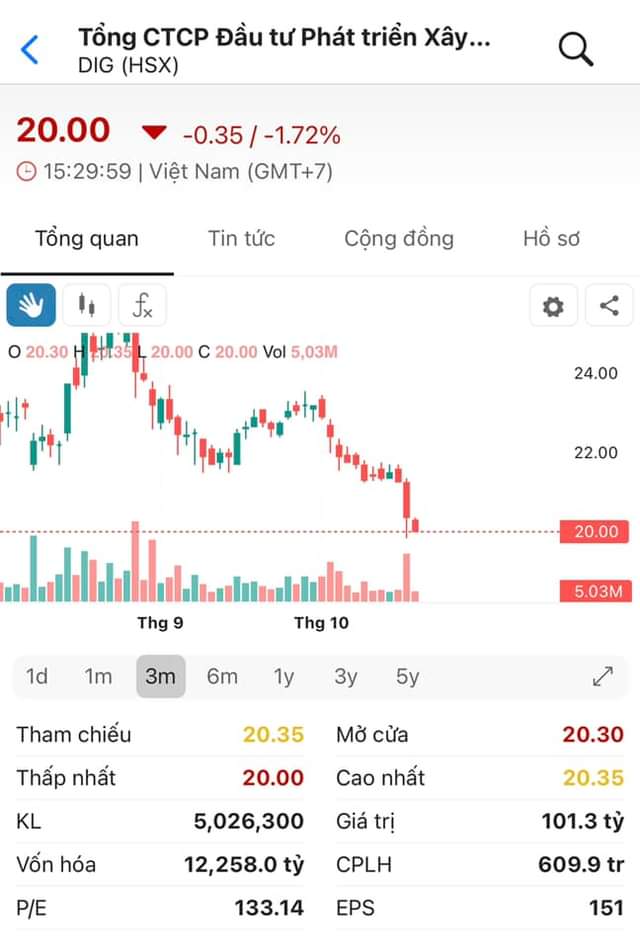 Tổng CTCP Đầu tư Phát triển Xây...
DIG (HSX)
20.00 -0.35 / -1.72%
15:29:59 | Việt Nam (GMT+7)
Tổng quan Tin tức Cộng đồng Hồ sơ
fx
O 20.30 H 20.35 L 20.00 C 20.00 Vol 5,03M
24.00
22.00
20.00
5.03M
Thg 9 Thg 10
1d 1m 3m 6m 1y 3y 5y
Tham chiếu 20.35 Mở cửa 20.30
Thấp nhất 20.00 Cao nhất 20.35
KL 5,026,300 Giá trị 101.3 tỷ
Vốn hóa 12,258.0 tỷ CPLH 609.9 tr
P/E 133.14 EPS 151